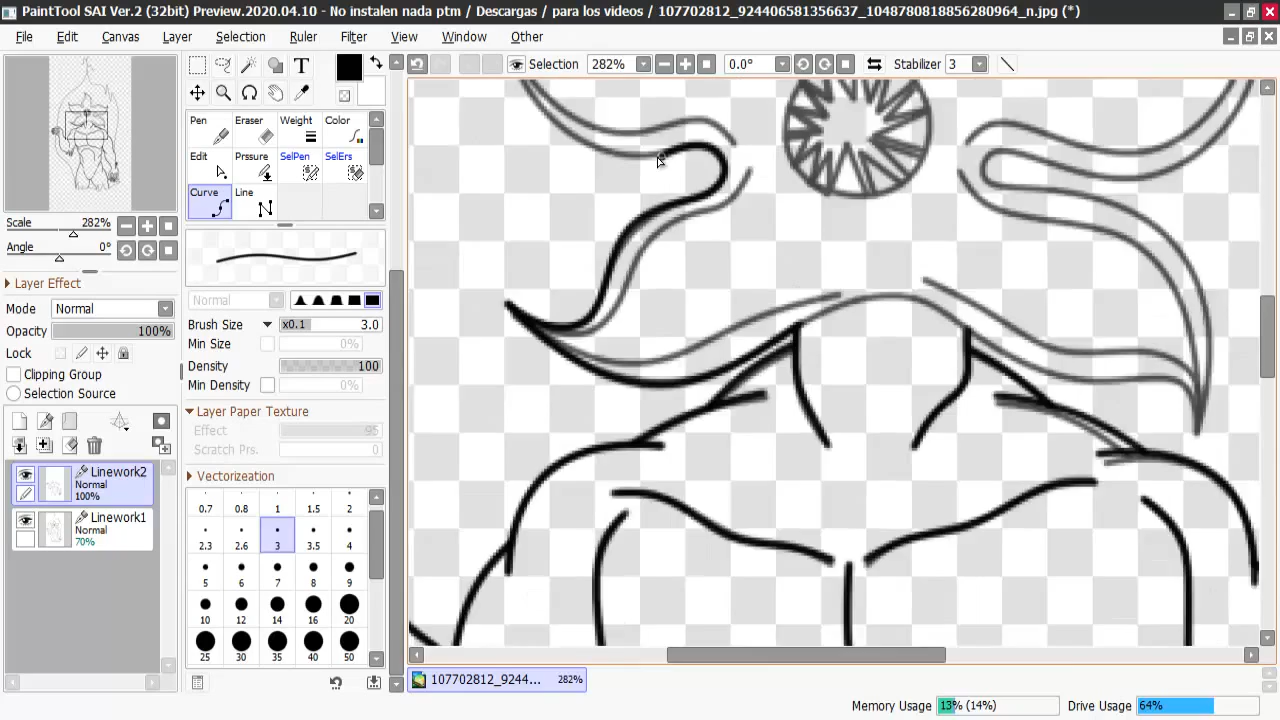 PaintTool SAI Ver.2 (32bit) Preview.2020.04.10 - No instalen nada ptm / Descargas / para los videos / 107702812_924406581356637_1048780818856280964_n.jpg (*)
File Edit Canvas Layer Selection Ruler Filter View Window Other
Selection 282% 0.0° Stabilizer 3
Scale 282%
Angle 0°
Layer Effect
Mode Normal
Opacity 100%
Lock
Clipping Group
Selection Source
Linework2
Normal
100%
Linework1
Normal
70%
T
Pen Eraser Weight Color
Edit Prssure SelPen SelErs
Curve Line
Normal
Brush Size x0.1 3.0
Min Size 0%
Density 100
Min Density 0%
Layer Paper Texture
Effect 95
Scratch Prs. 0
Vectorization
0.7 0.8 1 1.5 2
2.3 2.6 3 3.5 4
5 6 7 8 9
10 12 14 16 20
25 30 35 40 50
107702812_9244... 282%
Memory Usage 13% (14%) Drive Usage 64%